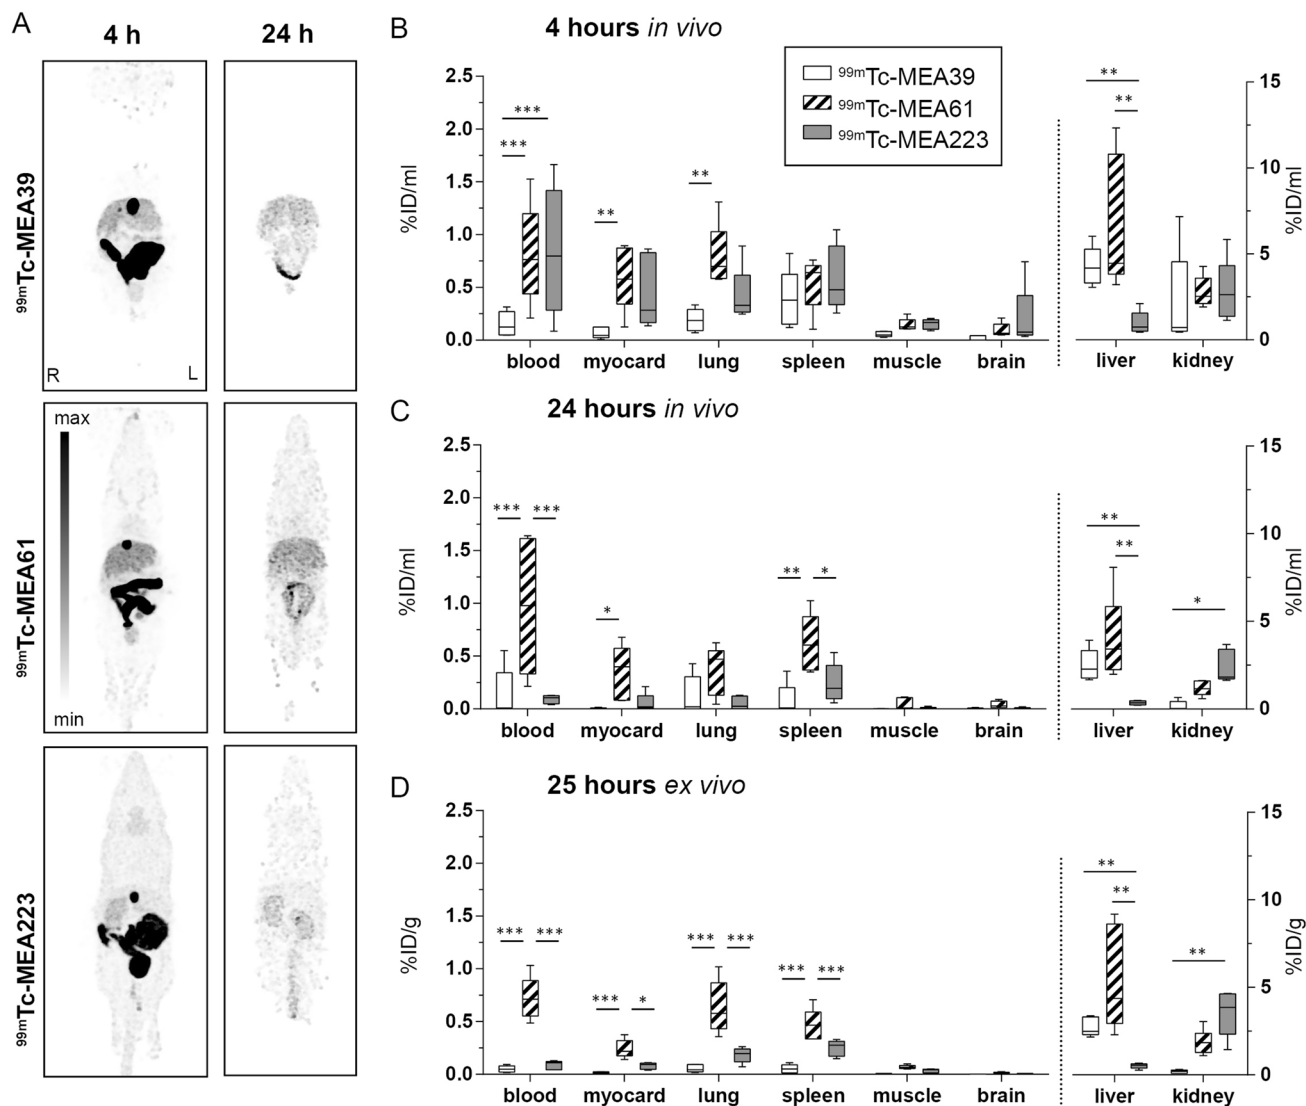 A
4 h
24 h
99mTc-MEA39
R
L
max
min
99mTc-MEA61
99mTc-MEA223
B
4 hours in vivo
99mTc-MEA39
99mTc-MEA61
99mTc-MEA223
%ID/ml
2.5
2.0
1.5
1.0
0.5
0.0
***
***
**
**
**
**
15
10
5
0
%ID/ml
blood
myocard
lung
spleen
muscle
brain
liver
kidney
C
24 hours in vivo
%ID/ml
2.5
2.0
1.5
1.0
0.5
0.0
***
***
*
**
*
**
**
*
15
10
5
0
%ID/ml
blood
myocard
lung
spleen
muscle
brain
liver
kidney
D
25 hours ex vivo
%ID/g
2.5
2.0
1.5
1.0
0.5
0.0
***
***
***
*
***
***
***
***
**
**
**
15
10
5
0
%ID/g
blood
myocard
lung
spleen
muscle
brain
liver
kidney